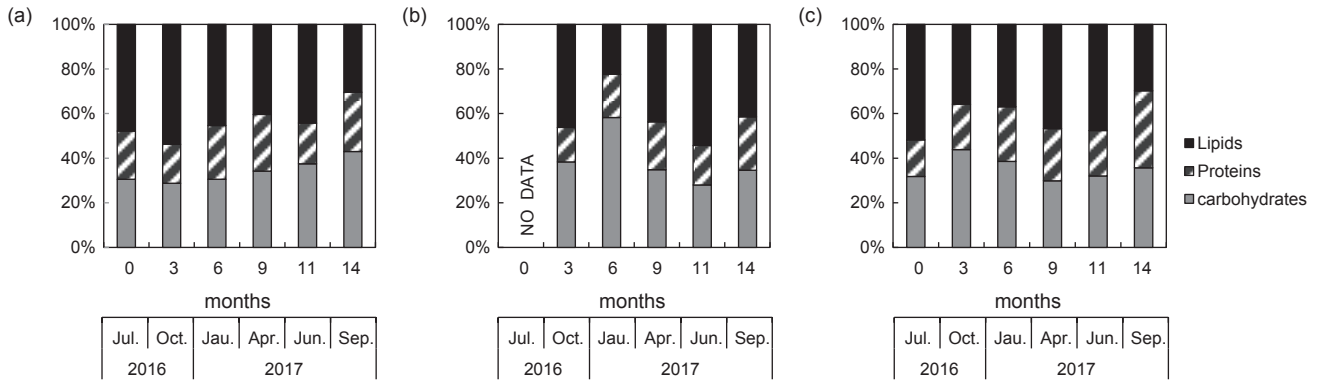 (a)
100%
80%
60%
40%
20%
0%
0 3 6 9 11 14
months
Jul. Oct. Jau. Apr. Jun. Sep.
2016 2017
(b)
100%
80%
60%
40%
20%
0%
NO DATA
0 3 6 9 11 14
months
Jul. Oct. Jau. Apr. Jun. Sep.
2016 2017
(c)
100%
80%
60%
40%
20%
0%
0 3 6 9 11 14
months
Jul. Oct. Jau. Apr. Jun. Sep.
2016 2017
Lipids
Proteins
carbohydrates